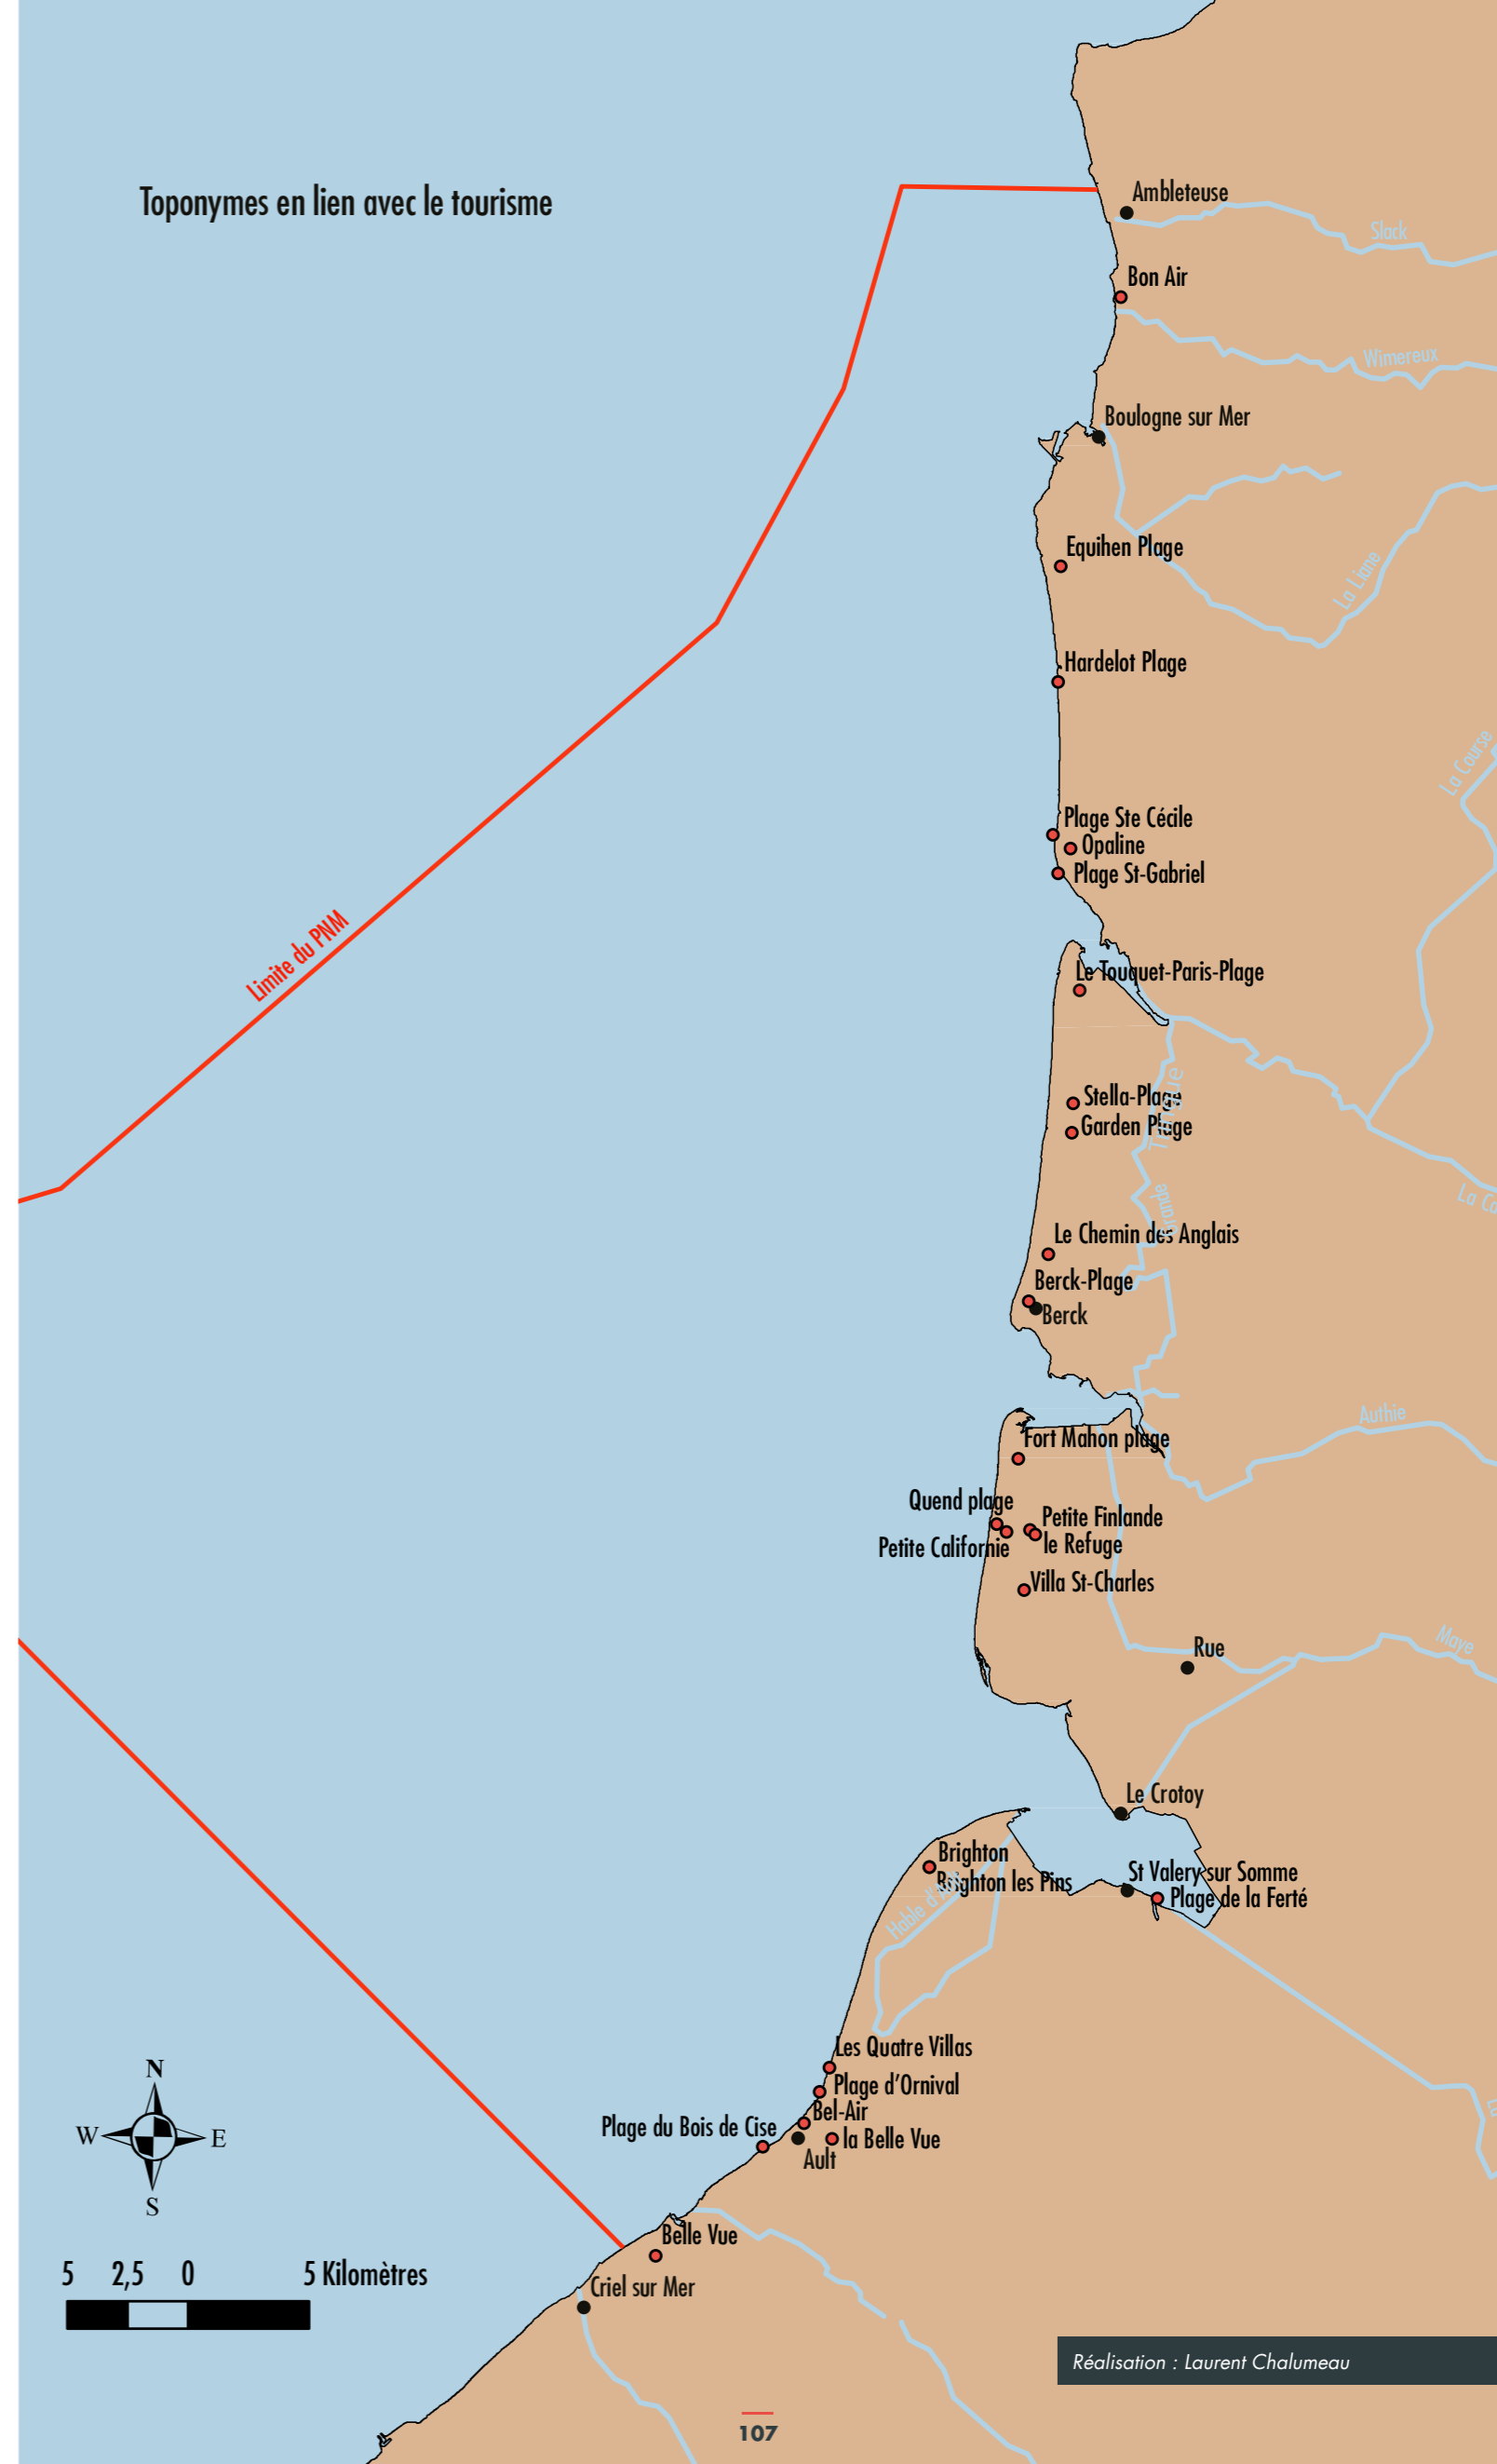 Toponymes en lien avec le tourisme
Ambleteuse
Slack
Bon Air
Wimereux
Boulogne sur Mer
Equihen Plage
La Liane
Hardelot Plage
La Course
Plage Ste Cécile
Opaline
Plage St-Gabriel
Limite du PNM
Le Touquet-Paris-Plage
Stella-Plage
Garden Plage
La Ca
Le Chemin des Anglais
Berck-Plage
Berck
Authie
Fort Mahon plage
Quend plage
Petite Finlande
Petite Californie
le Refuge
Villa St-Charles
Rue
Maye
Le Crotoy
Brighton
Brighton les Pins
St Valery sur Somme
Plage de la Ferté
Hable d'Ault
Les Quatre Villas
Plage d'Ornival
Bel-Air
Plage du Bois de Cise
la Belle Vue
Ault
N
W
E
S
Belle Vue
5 2,5 0 5 Kilomètres
Criel sur Mer
Réalisation : Laurent Chalumeau
107